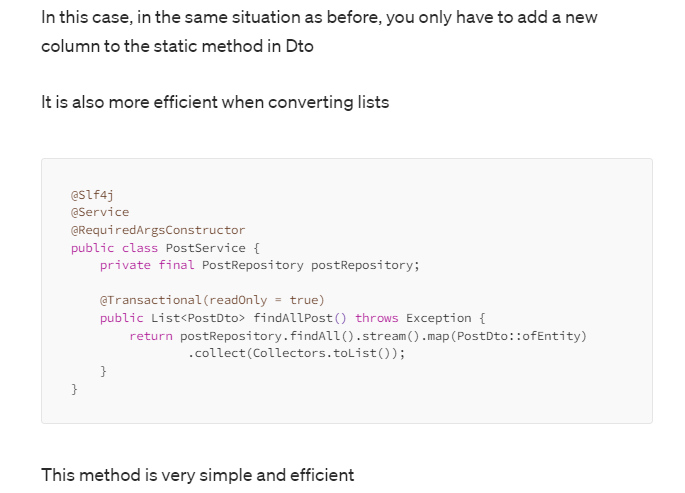 In this case, in the same situation as before, you only have to add a new
column to the static method in Dto
It is also more efficient when converting lists
@Slf4j
@Service
@RequiredArgsConstructor
public class PostService {
    private final PostRepository postRepository;
    @Transactional(readOnly = true)
    public List<PostDto> findAllPost() throws Exception {
        return postRepository.findAll().stream().map(PostDto::ofEntity)
                .collect(Collectors.toList());
    }
}
This method is very simple and efficient